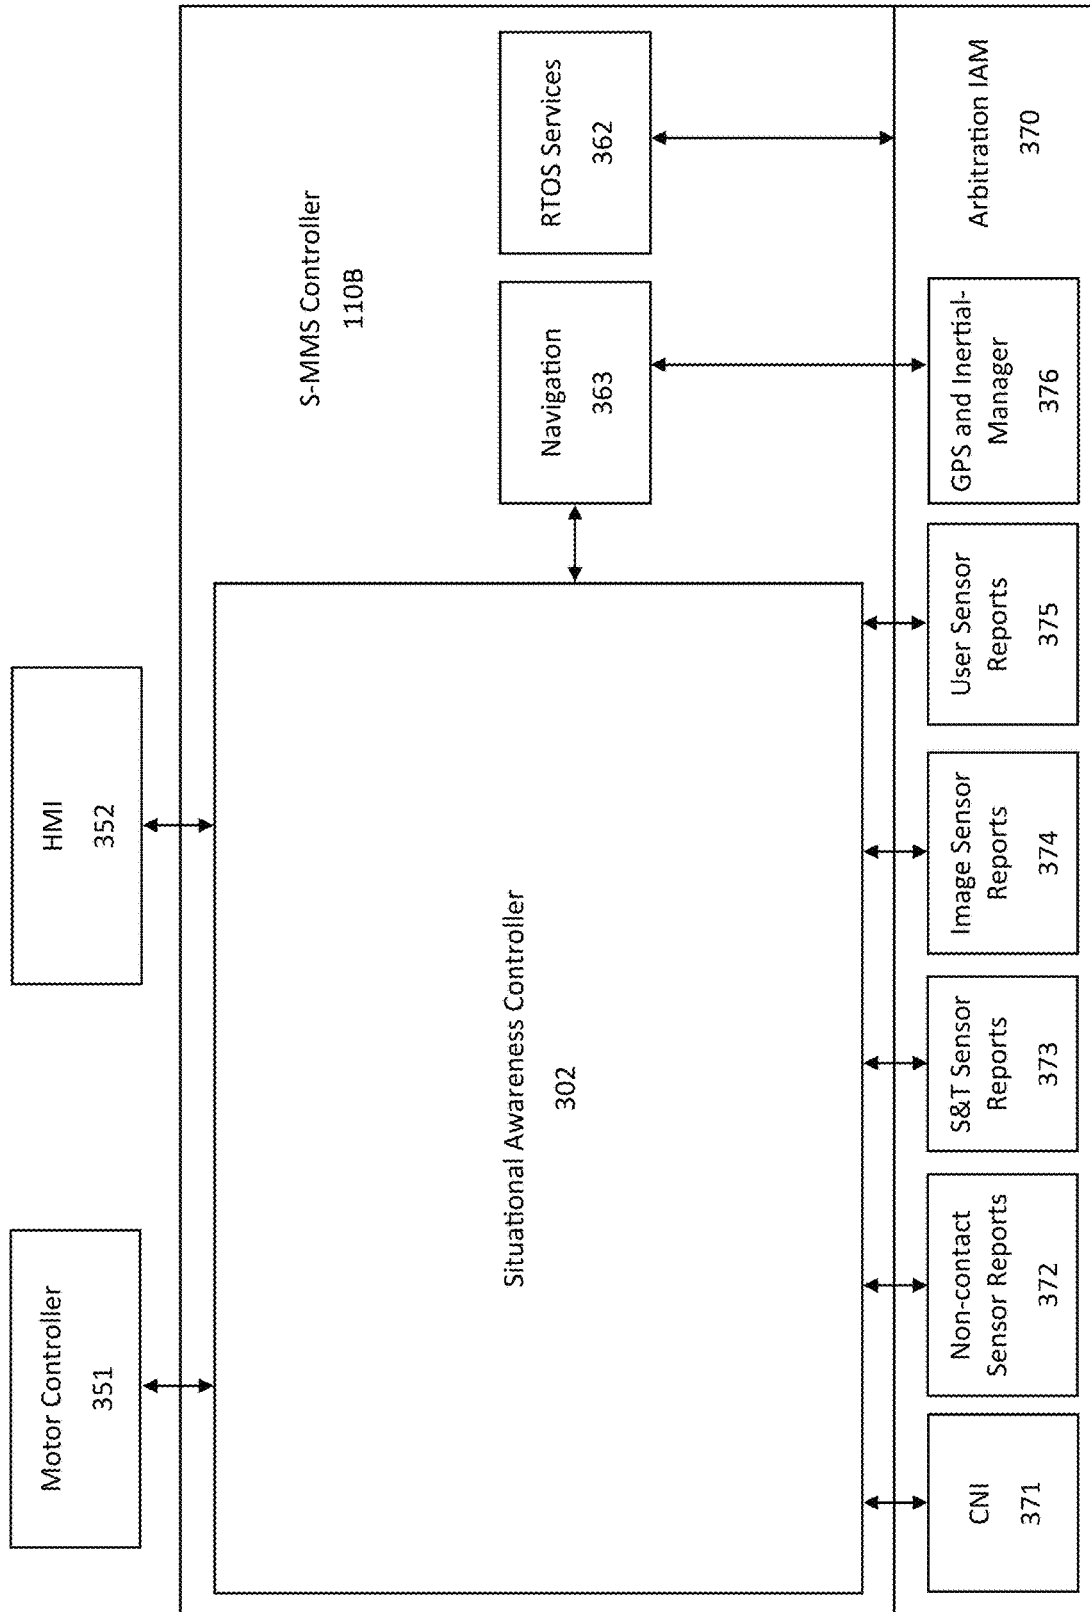 Motor Controller
351
HMI
352
S-MMS Controller
110B
Situational Awareness Controller
302
Navigation
363
RTOS Services
362
CNI
371
Non-contact
Sensor Reports
372
S&T Sensor
Reports
373
Image Sensor
Reports
374
User Sensor
Reports
375
GPS and Inertial-
Manager
376
Arbitration IAM
370